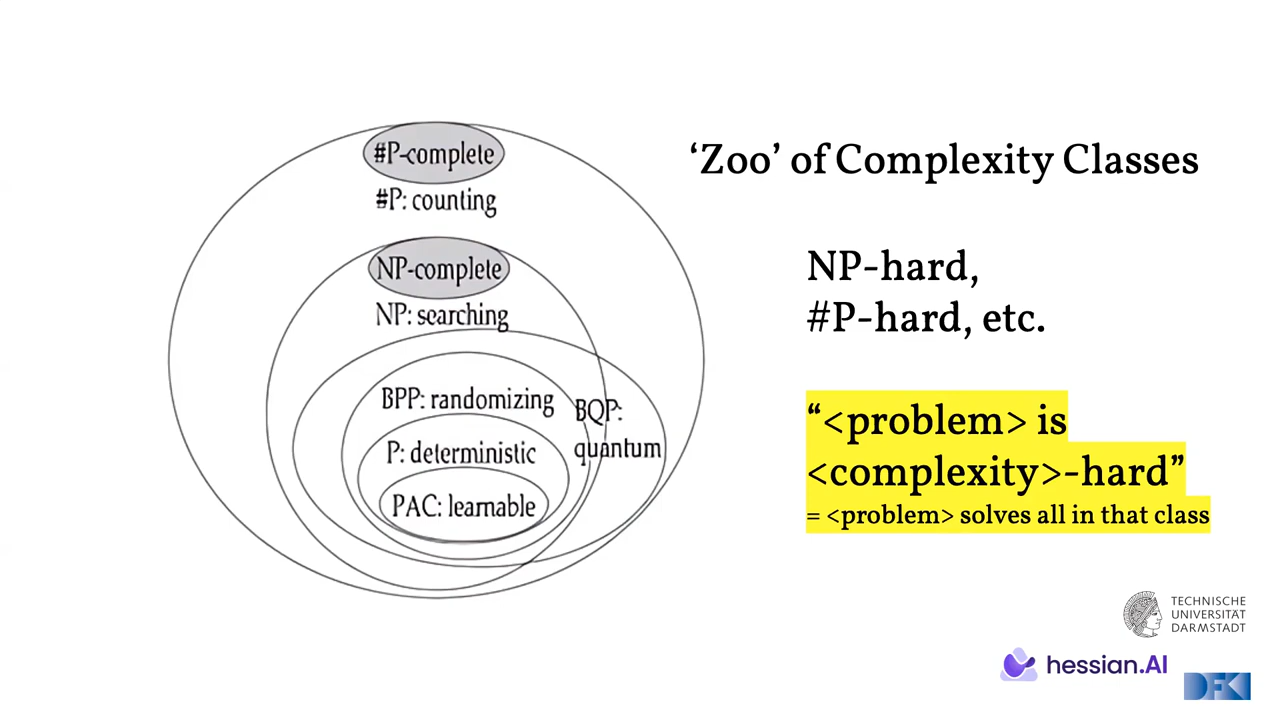 #P-complete
#P: counting
NP-complete
NP: searching
BPP: randomizing
BQP:
quantum
P: deterministic
PAC: learnable
‘Zoo’ of Complexity Classes
NP-hard,
#P-hard, etc.
“<problem> is
<complexity>-hard”
= <problem> solves all in that class
TECHNISCHE
UNIVERSITÄT
DARMSTADT
hessian.AI
DFKI